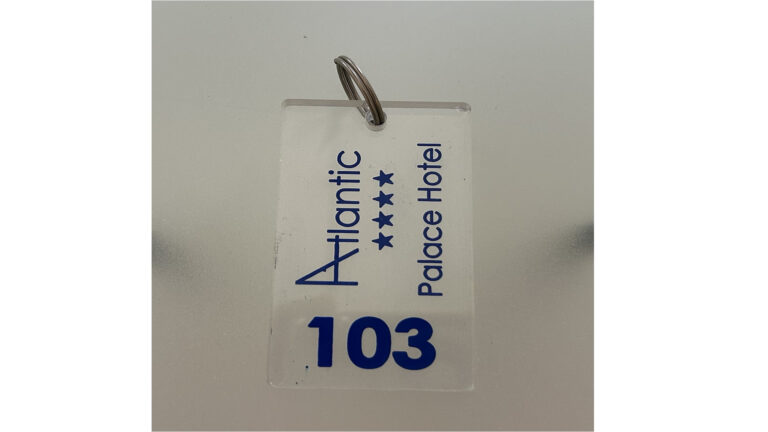 Atlantic
★★★★
Palace Hotel
103